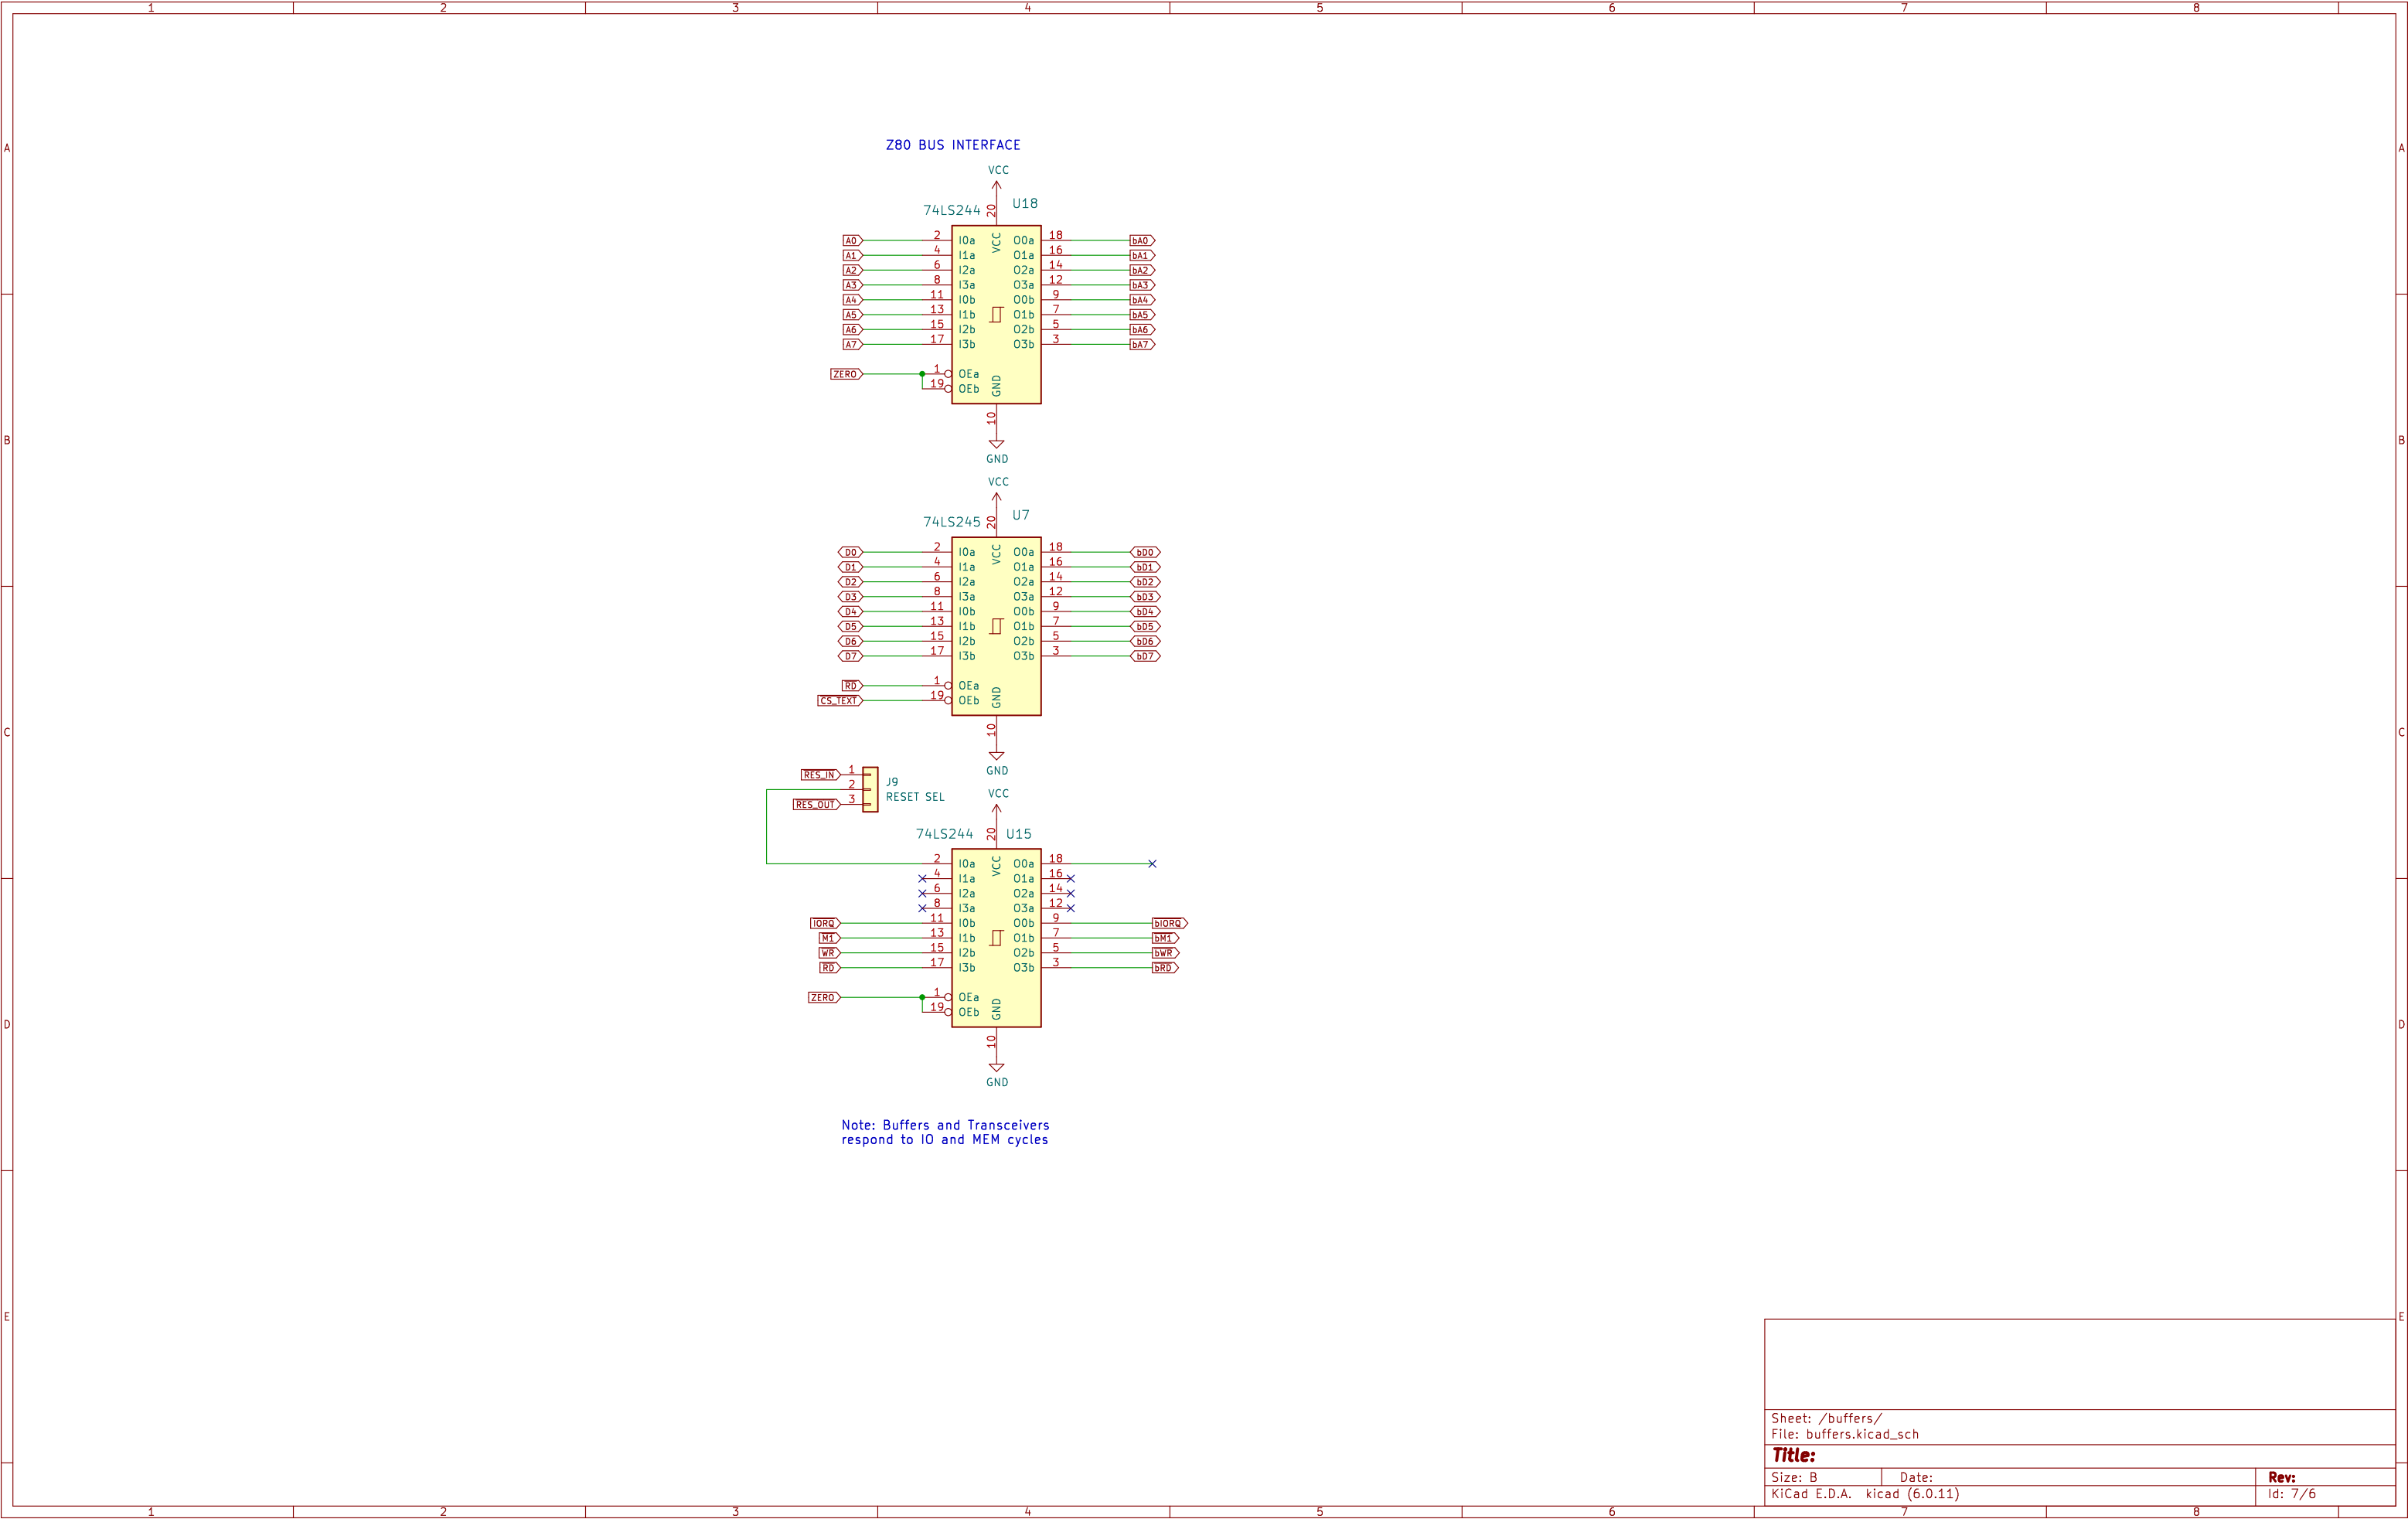 1 2 3 4 5 6 7 8
A A
B B
C C
D D
E E
Z80 BUS INTERFACE
VCC
74LS244 20 U18
A0 2 I0a VCC O0a 18 bA0
A1 4 I1a O1a 16 bA1
A2 6 I2a O2a 14 bA2
A3 8 I3a O3a 12 bA3
A4 11 I0b O0b 9 bA4
A5 13 I1b O1b 7 bA5
A6 15 I2b O2b 5 bA6
A7 17 I3b O3b 3 bA7
ZERO 1 OEa
19 OEb GND
10
GND
VCC
74LS245 20 U7
D0 2 I0a VCC O0a 18 bD0
D1 4 I1a O1a 16 bD1
D2 6 I2a O2a 14 bD2
D3 8 I3a O3a 12 bD3
D4 11 I0b O0b 9 bD4
D5 13 I1b O1b 7 bD5
D6 15 I2b O2b 5 bD6
D7 17 I3b O3b 3 bD7
RD 1 OEa
CS_TEXT 19 OEb GND
10
GND
RES_IN 1
2 J9
RES_OUT 3 RESET SEL
VCC
74LS244 20 U15
2 I0a VCC O0a 18
4 I1a O1a 16
6 I2a O2a 14
8 I3a O3a 12
IORQ 11 I0b O0b 9 bIORQ
M1 13 I1b O1b 7 bM1
WR 15 I2b O2b 5 bWR
RD 17 I3b O3b 3 bRD
ZERO 1 OEa
19 OEb GND
10
GND
Note: Buffers and Transceivers
respond to IO and MEM cycles
Sheet: /buffers/
File: buffers.kicad_sch
Title:
Size: B Date: Rev:
KiCad E.D.A. kicad (6.0.11) Id: 7/6
1 2 3 4 5 6 7 8